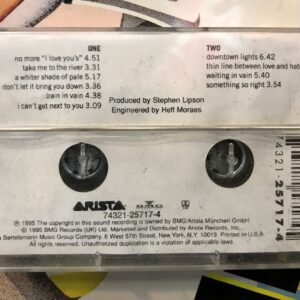 ONE
no more "i love you's" 4.51
take me to the river 3.31
a whiter shade of pale 5.17
don't let it bring you down 3.36
train in vain 4.38
i can't get next to you 3.09
TWO
downtown lights 6.42
thin line between love and hate
waiting in vain 5.40
something so right 3.54
Produced by Stephen Lipson
Engineered by Heff Moraes
ARISTA BMG
74321-25717-4
℗ 1995 The copyright in this sound recording is owned by BMG/Ariola München GmbH
© 1995, BMG Records (UK) Ltd. Marketed and Distributed by Arista Records, Inc.,
a Bertelsmann Music Group Company, 6 West 57th Street, New York, N.Y. 10019. Printed in U.S.A.
All rights reserved. Unauthorized duplication is a violation of applicable laws.
74321-25717-4